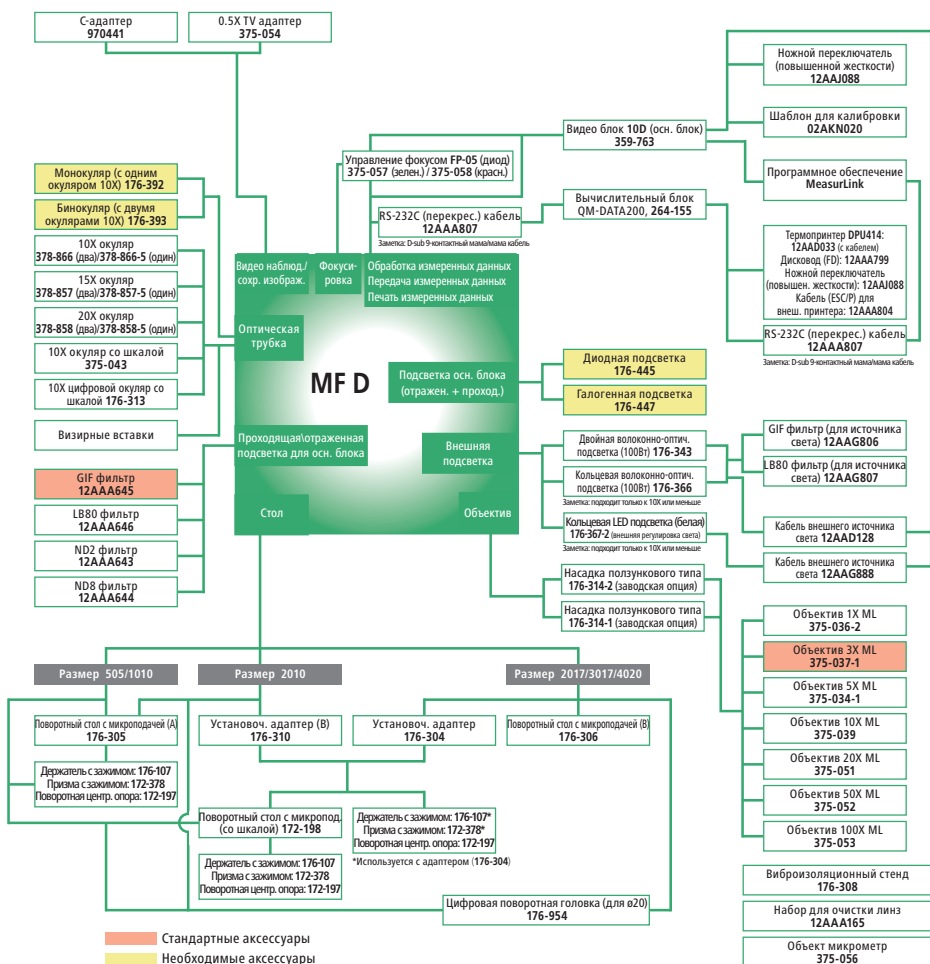 С-адаптер
970441
0.5X TV адаптер
375-054
Ножной переключатель
(повышенной жесткости)
12AAJ088
Шаблон для калибровки
02AKN020
Видео блок 10D (осн. блок)
359-763
Программное обеспечение
MeasurLink
Управление фокусом FP-05 (диод)
375-057 (зелен.) / 375-058 (красн.)
RS-232C (перекрес.) кабель
12AAA807
Заметка: D-sub 9-контактный мама/мама кабель
Вычислительный блок
QM-DATA200, 264-155
Термопринтер DPU414:
12AAD033 (с кабелем)
Дисковод (FD): 12AAA799
Ножной переключатель
(повышен. жесткости): 12AAJ088
Кабель (ESC/P) для
внеш. принтера: 12AAA804
RS-232C (перекрес.) кабель
12AAA807
Заметка: D-sub 9-контактный мама/мама кабель
Монокуляр (с одним
окуляром 10X) 176-392
Бинокуляр (с двумя
окулярами 10X) 176-393
10X окуляр
378-866 (два)/378-866-5 (один)
15X окуляр
378-857 (два)/378-857-5 (один)
20X окуляр
378-858 (два)/378-858-5 (один)
10X окуляр со шкалой
375-043
10X цифровой окуляр со
шкалой 176-313
Визирные вставки
GIF фильтр
12AAA645
LB80 фильтр
12AAA646
ND2 фильтр
12AAA643
ND8 фильтр
12AAA644
Видео наблюд./
сохр. изображ.
Фокуси-
ровка
Обработка измеренных данных
Передача измеренных данных
Печать измеренных данных
Оптическая
трубка
MF D
Подсветка осн. блока
(отражен. + проход.)
Проходящая\отраженная
подсветка для осн. блока
Внешняя
подсветка
Стол
Объектив
Диодная подсветка
176-445
Галогенная подсветка
176-447
Двойная волоконно-оптич.
подсветка (100Вт) 176-343
Кольцевая волоконно-оптич.
подсветка (100Вт) 176-366
Заметка: подходит только к 10X или меньше
Кольцевая LED подсветка (белая)
176-367-2 (внешняя регулировка света)
Заметка: подходит только к 10X или меньше
GIF фильтр (для источника
света) 12AAG806
LB80 фильтр (для источника
света) 12AAG807
Кабель внешнего источника
света 12AAD128
Кабель внешнего источника
света 12AAG888
Насадка ползункового типа
176-314-2 (заводская опция)
Насадка ползункового типа
176-314-1 (заводская опция)
Объектив 1X ML
375-036-2
Объектив 3X ML
375-037-1
Объектив 5X ML
375-034-1
Объектив 10X ML
375-039
Объектив 20X ML
375-051
Объектив 50X ML
375-052
Объектив 100X ML
375-053
Виброизоляционный стенд
176-308
Набор для очистки линз
12AAA165
Объект микрометр
375-056
Размер 505/1010
Размер 2010
Размер 2017/3017/4020
Поворотный стол с микроподачей (А)
176-305
Установоч. адаптер (В)
176-310
Установоч. адаптер
176-304
Поворотный стол с микроподачей (В)
176-306
Держатель с зажимом: 176-107
Призма с зажимом: 172-378
Поворотная центр. опора: 172-197
Поворотный стол с микропод.
(со шкалой) 172-198
Держатель с зажимом: 176-107*
Призма с зажимом: 172-378*
Поворотная центр. опора: 172-197
*Используется с адаптером (176-304)
Держатель с зажимом: 176-107
Призма с зажимом: 172-378
Поворотная центр. опора: 172-197
Цифровая поворотная головка (для ø20)
176-954
Стандартные аксессуары
Необходимые аксессуары